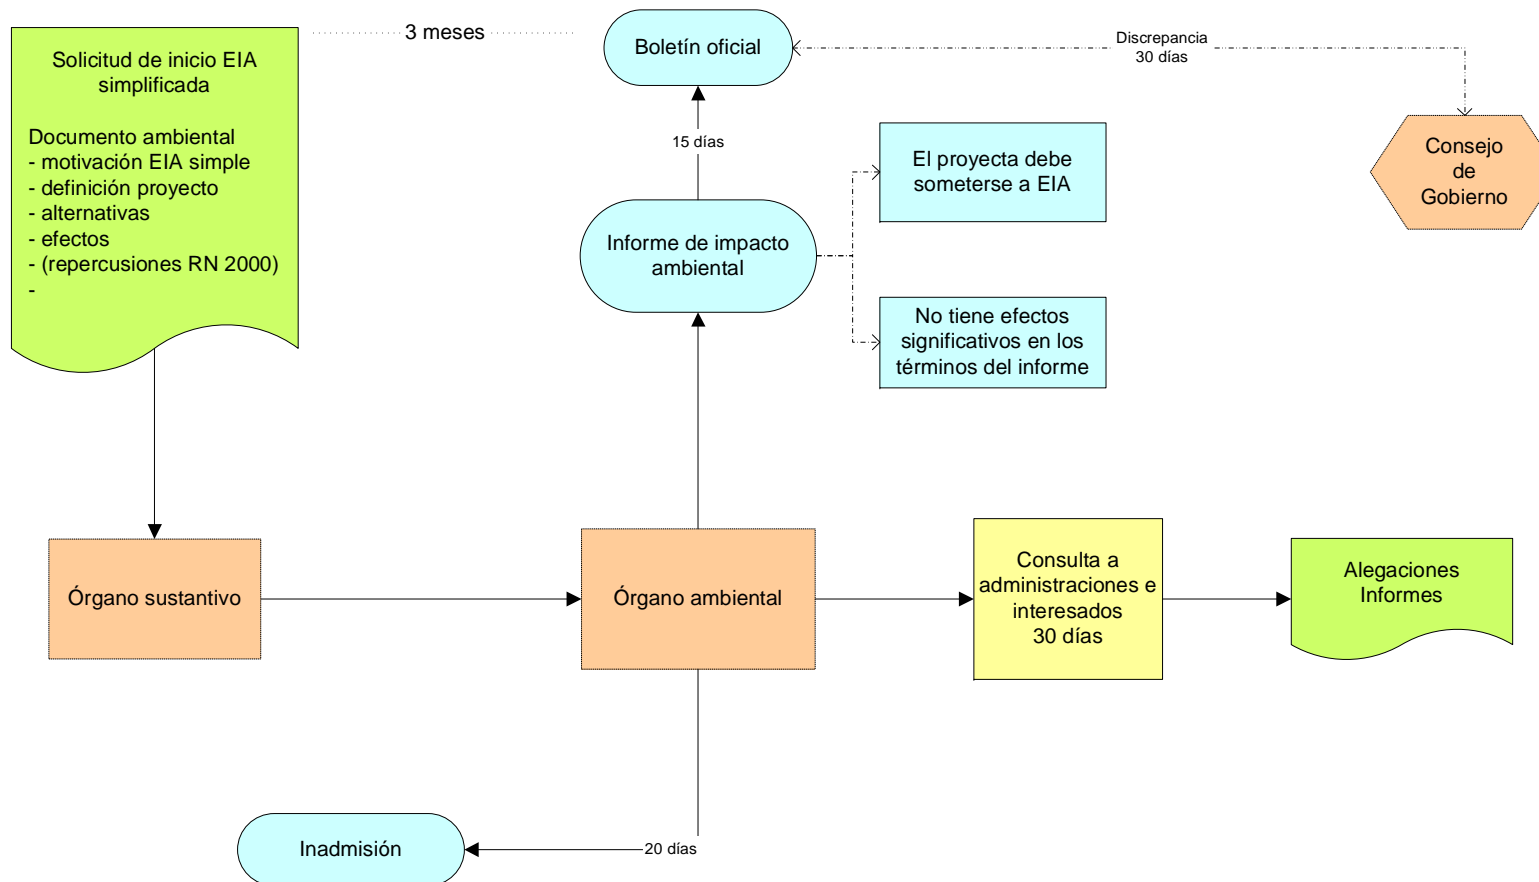 Solicitud de inicio EIA
simplificada
Documento ambiental
- motivación EIA simple
- definición proyecto
- alternativas
- efectos
- (repercusiones RN 2000)
-
3 meses
Boletín oficial
Discrepancia
30 días
15 días
El proyecta debe
someterse a EIA
Consejo
de
Gobierno
Informe de impacto
ambiental
No tiene efectos
significativos en los
términos del informe
Órgano sustantivo
Órgano ambiental
Consulta a
administraciones e
interesados
30 días
Alegaciones
Informes
Inadmisión
20 días